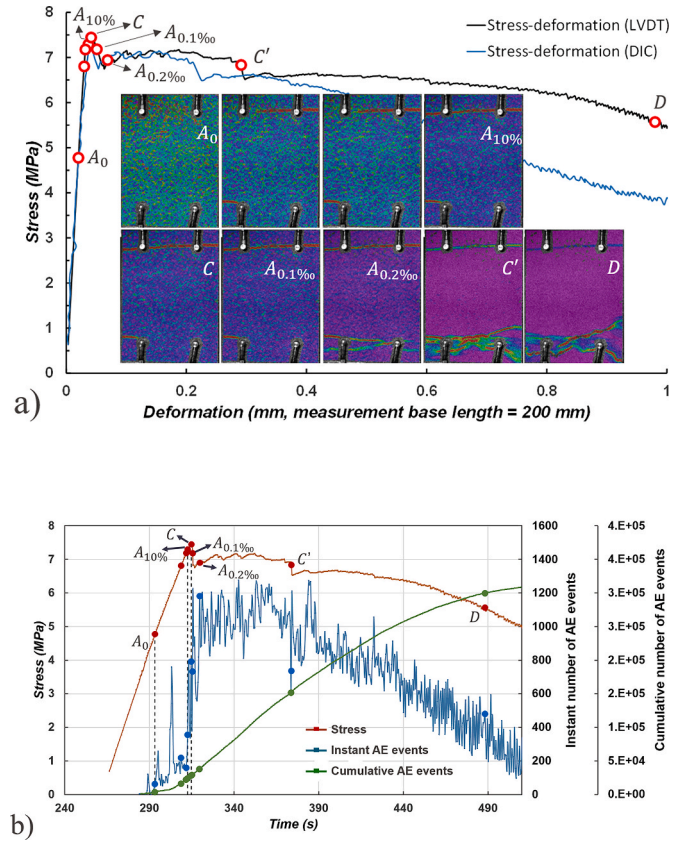 8
7
6
5
4
3
2
1
0
Stress (MPa)
A10%
C
A0.1‰
A0.2‰
A0
C′
D
Stress-deformation (LVDT)
Stress-deformation (DIC)
A0
A10%
C
A0.1‰
A0.2‰
C′
D
0 0.2 0.4 0.6 0.8 1
Deformation (mm, measurement base length = 200 mm)
a)
8
7
6
5
4
3
2
1
0
Stress (MPa)
C
A10%
A0.1‰
A0.2‰
C'
A0
D
Stress
Instant AE events
Cumulative AE events
1600
1400
1200
1000
800
600
400
200
0
Instant number of AE events
4.E+05
4.E+05
3.E+05
3.E+05
2.E+05
2.E+05
1.E+05
5.E+04
0.E+00
Cumulative number of AE events
240 290 340 390 440 490
Time (s)
b)